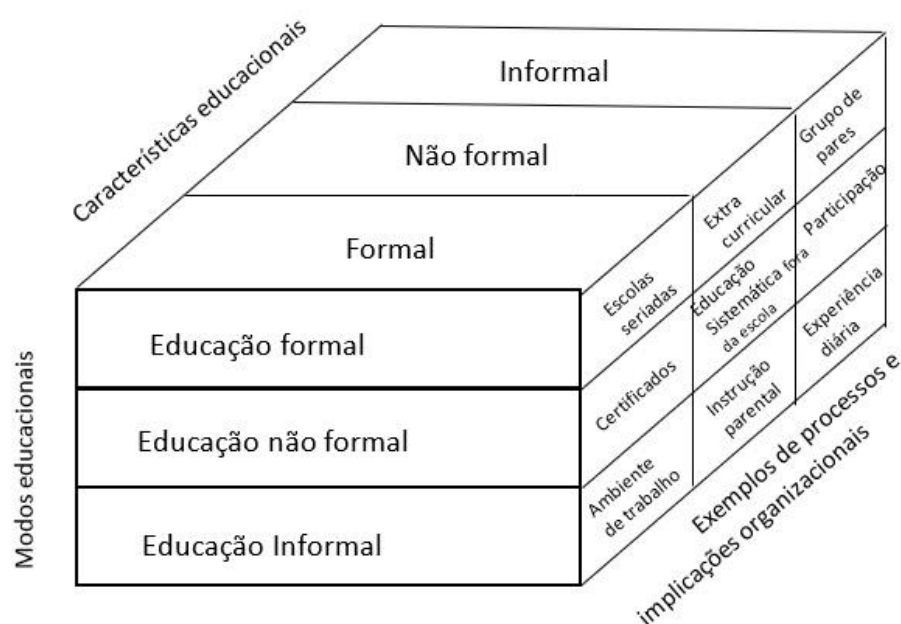 Características educacionais
Informal
Não formal
Formal
Modos educacionais
Educação formal
Educação não formal
Educação Informal
Escolas
seriadas
Extra
curricular
Grupo de
pares
Certificados
Educação
Sistemática fora
da escola
Participação
Ambiente
de trabalho
Instrução
parental
Experiência
diária
Exemplos de processos e
implicações organizacionais